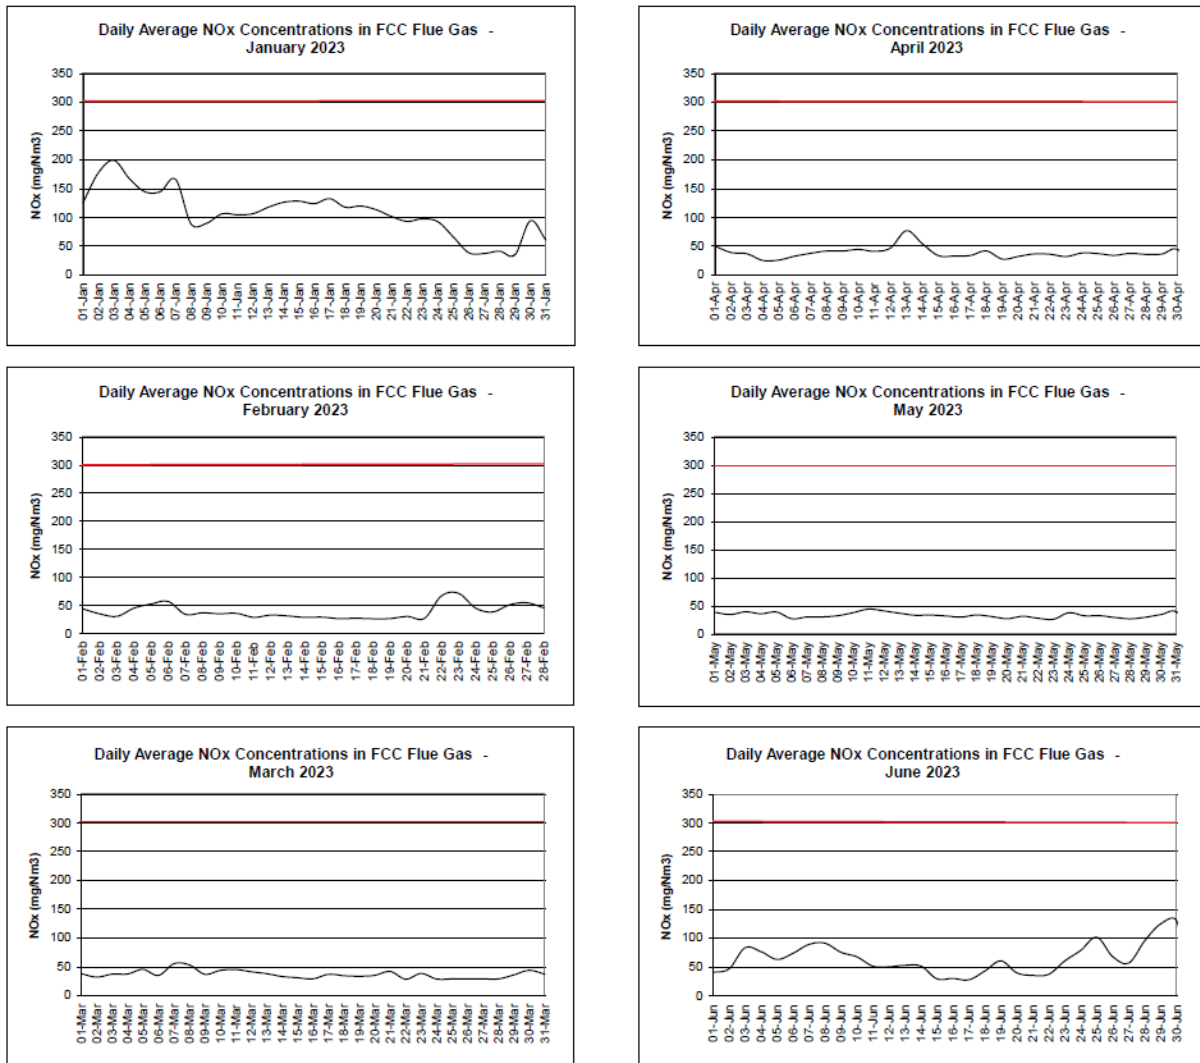 Daily Average NOx Concentrations in FCC Flue Gas -
January 2023
NOx (mg/Nm3)
350
300
250
200
150
100
50
0
01-Jan 02-Jan 03-Jan 04-Jan 05-Jan 06-Jan 07-Jan 08-Jan 09-Jan 10-Jan 11-Jan 12-Jan 13-Jan 14-Jan 15-Jan 16-Jan 17-Jan 18-Jan 19-Jan 20-Jan 21-Jan 22-Jan 23-Jan 24-Jan 25-Jan 26-Jan 27-Jan 28-Jan 29-Jan 30-Jan 31-Jan
Daily Average NOx Concentrations in FCC Flue Gas -
February 2023
NOx (mg/Nm3)
350
300
250
200
150
100
50
0
01-Feb 02-Feb 03-Feb 04-Feb 05-Feb 06-Feb 07-Feb 08-Feb 09-Feb 10-Feb 11-Feb 12-Feb 13-Feb 14-Feb 15-Feb 16-Feb 17-Feb 18-Feb 19-Feb 20-Feb 21-Feb 22-Feb 23-Feb 24-Feb 25-Feb 26-Feb 27-Feb 28-Feb
Daily Average NOx Concentrations in FCC Flue Gas -
March 2023
NOx (mg/Nm3)
350
300
250
200
150
100
50
0
01-Mar 02-Mar 03-Mar 04-Mar 05-Mar 06-Mar 07-Mar 08-Mar 09-Mar 10-Mar 11-Mar 12-Mar 13-Mar 14-Mar 15-Mar 16-Mar 17-Mar 18-Mar 19-Mar 20-Mar 21-Mar 22-Mar 23-Mar 24-Mar 25-Mar 26-Mar 27-Mar 28-Mar 29-Mar 30-Mar 31-Mar
Daily Average NOx Concentrations in FCC Flue Gas -
April 2023
NOx (mg/Nm3)
350
300
250
200
150
100
50
0
01-Apr 02-Apr 03-Apr 04-Apr 05-Apr 06-Apr 07-Apr 08-Apr 09-Apr 10-Apr 11-Apr 12-Apr 13-Apr 14-Apr 15-Apr 16-Apr 17-Apr 18-Apr 19-Apr 20-Apr 21-Apr 22-Apr 23-Apr 24-Apr 25-Apr 26-Apr 27-Apr 28-Apr 29-Apr 30-Apr
Daily Average NOx Concentrations in FCC Flue Gas -
May 2023
NOx (mg/Nm3)
350
300
250
200
150
100
50
0
01-May 02-May 03-May 04-May 05-May 06-May 07-May 08-May 09-May 10-May 11-May 12-May 13-May 14-May 15-May 16-May 17-May 18-May 19-May 20-May 21-May 22-May 23-May 24-May 25-May 26-May 27-May 28-May 29-May 30-May 31-May
Daily Average NOx Concentrations in FCC Flue Gas -
June 2023
NOx (mg/Nm3)
350
300
250
200
150
100
50
0
01-Jun 02-Jun 03-Jun 04-Jun 05-Jun 06-Jun 07-Jun 08-Jun 09-Jun 10-Jun 11-Jun 12-Jun 13-Jun 14-Jun 15-Jun 16-Jun 17-Jun 18-Jun 19-Jun 20-Jun 21-Jun 22-Jun 23-Jun 24-Jun 25-Jun 26-Jun 27-Jun 28-Jun 29-Jun 30-Jun